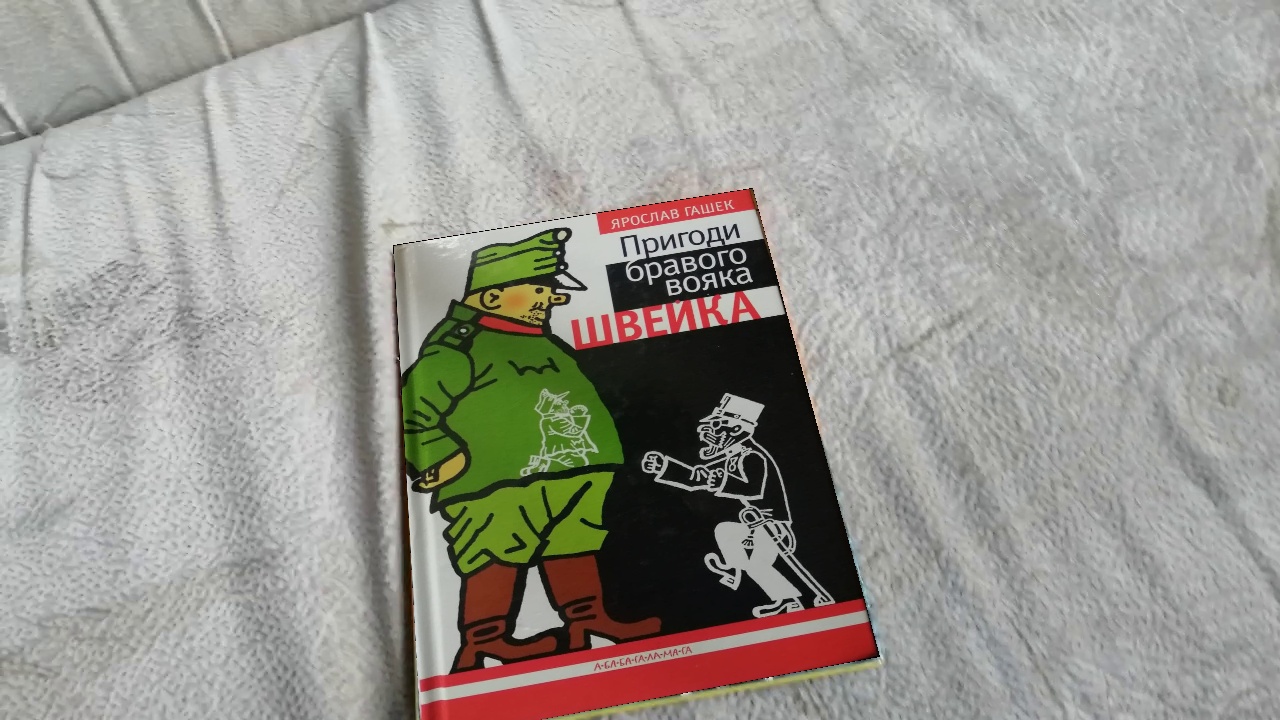 ЯРОСЛАВ ГАШЕК
Пригоди
бравого
вояка
ШВЕЙКА
А-БА-БА-ГА-ЛА-МА-ГА